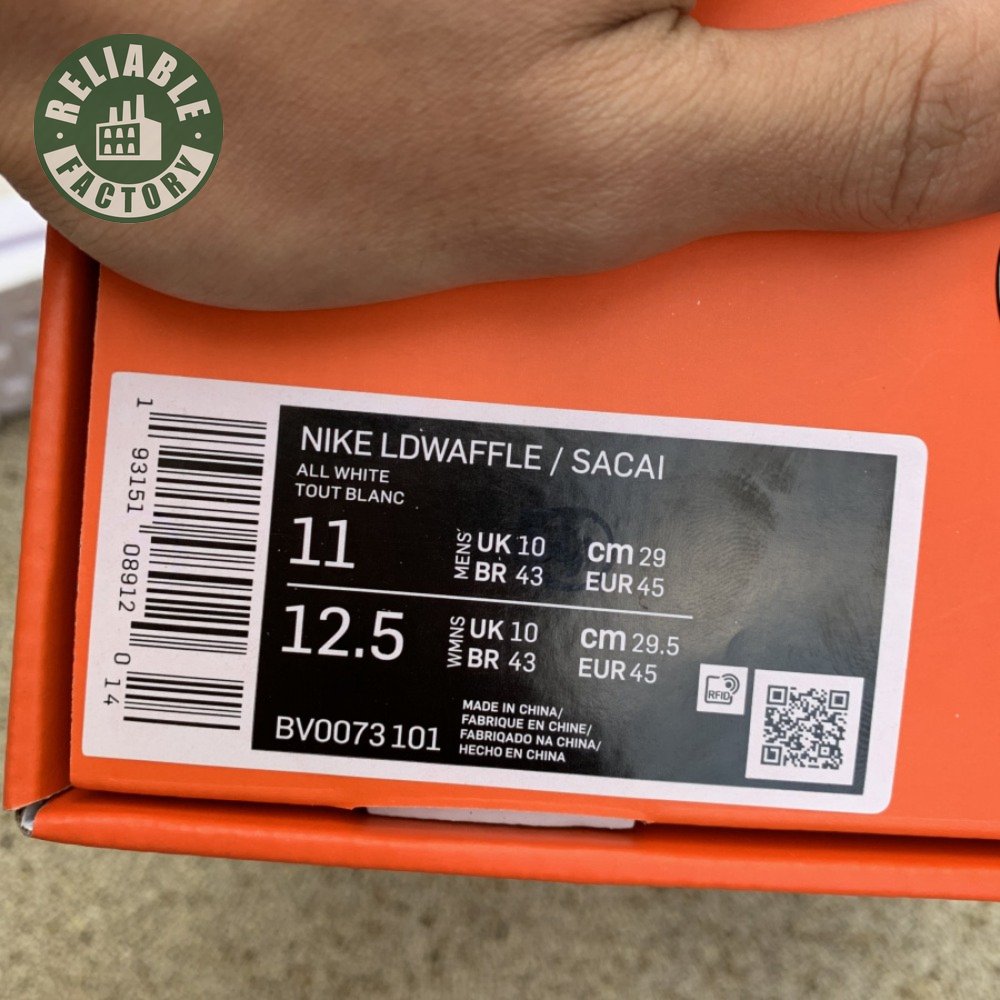 RELIABLE
FACTORY
NIKE LDWAFFLE / SACAI
ALL WHITE
TOUT BLANC
11
MENS'
UK 10
BR 43
cm 29
EUR 45
12.5
WMNS
UK 10
BR 43
cm 29.5
EUR 45
RFID
BV0073 101
MADE IN CHINA/
FABRIQUE EN CHINE/
FABRIQADO NA CHINA/
HECHO EN CHINA
1 93151 08912 0 14